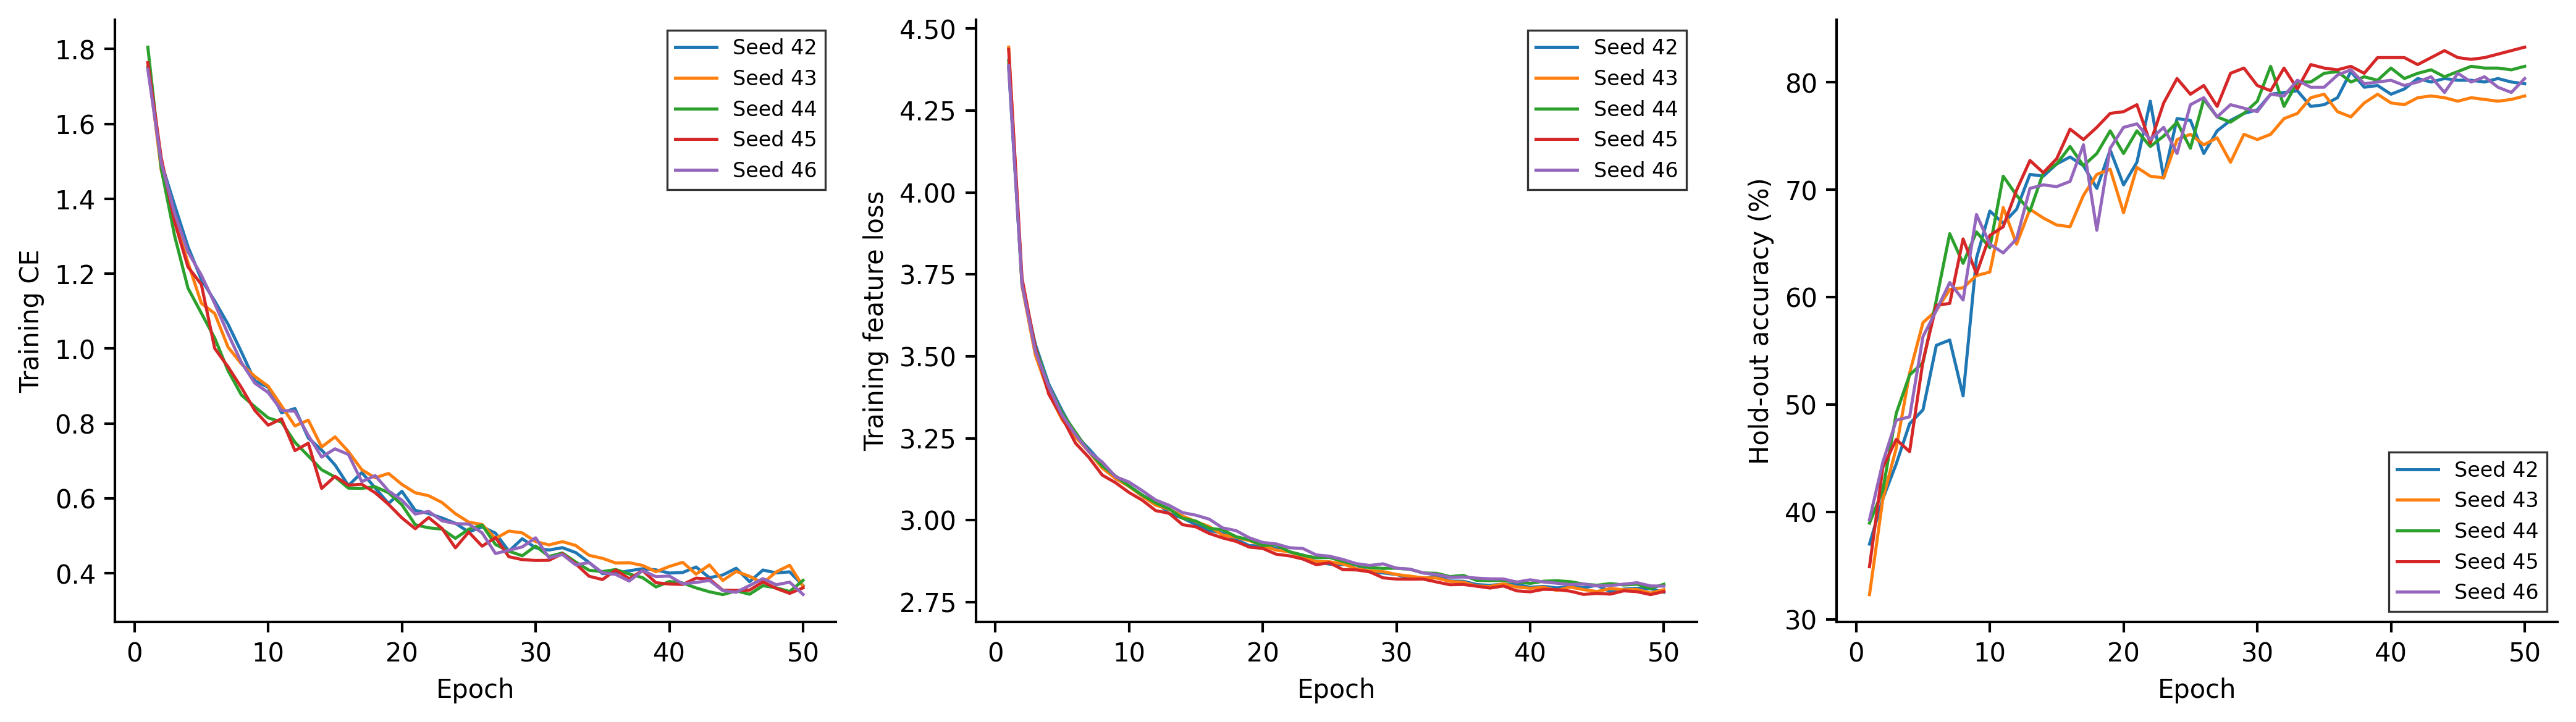 Training CE
1.8
1.6
1.4
1.2
1.0
0.8
0.6
0.4
0 10 20 30 40 50
Epoch
Seed 42
Seed 43
Seed 44
Seed 45
Seed 46
Training feature loss
4.50
4.25
4.00
3.75
3.50
3.25
3.00
2.75
0 10 20 30 40 50
Epoch
Seed 42
Seed 43
Seed 44
Seed 45
Seed 46
Hold-out accuracy (%)
80
70
60
50
40
30
0 10 20 30 40 50
Epoch
Seed 42
Seed 43
Seed 44
Seed 45
Seed 46